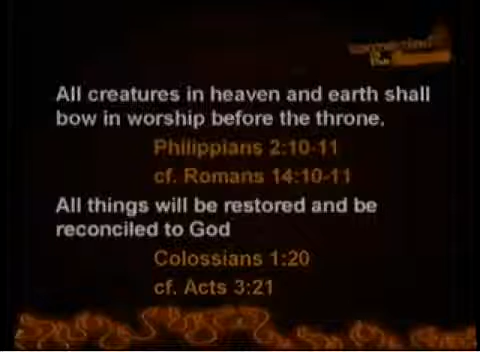 All creatures in heaven and earth shall
bow in worship before the throne.
Philippians 2:10-11
cf. Romans 14:10-11
All things will be restored and be
reconciled to God
Colossians 1:20
cf. Acts 3:21